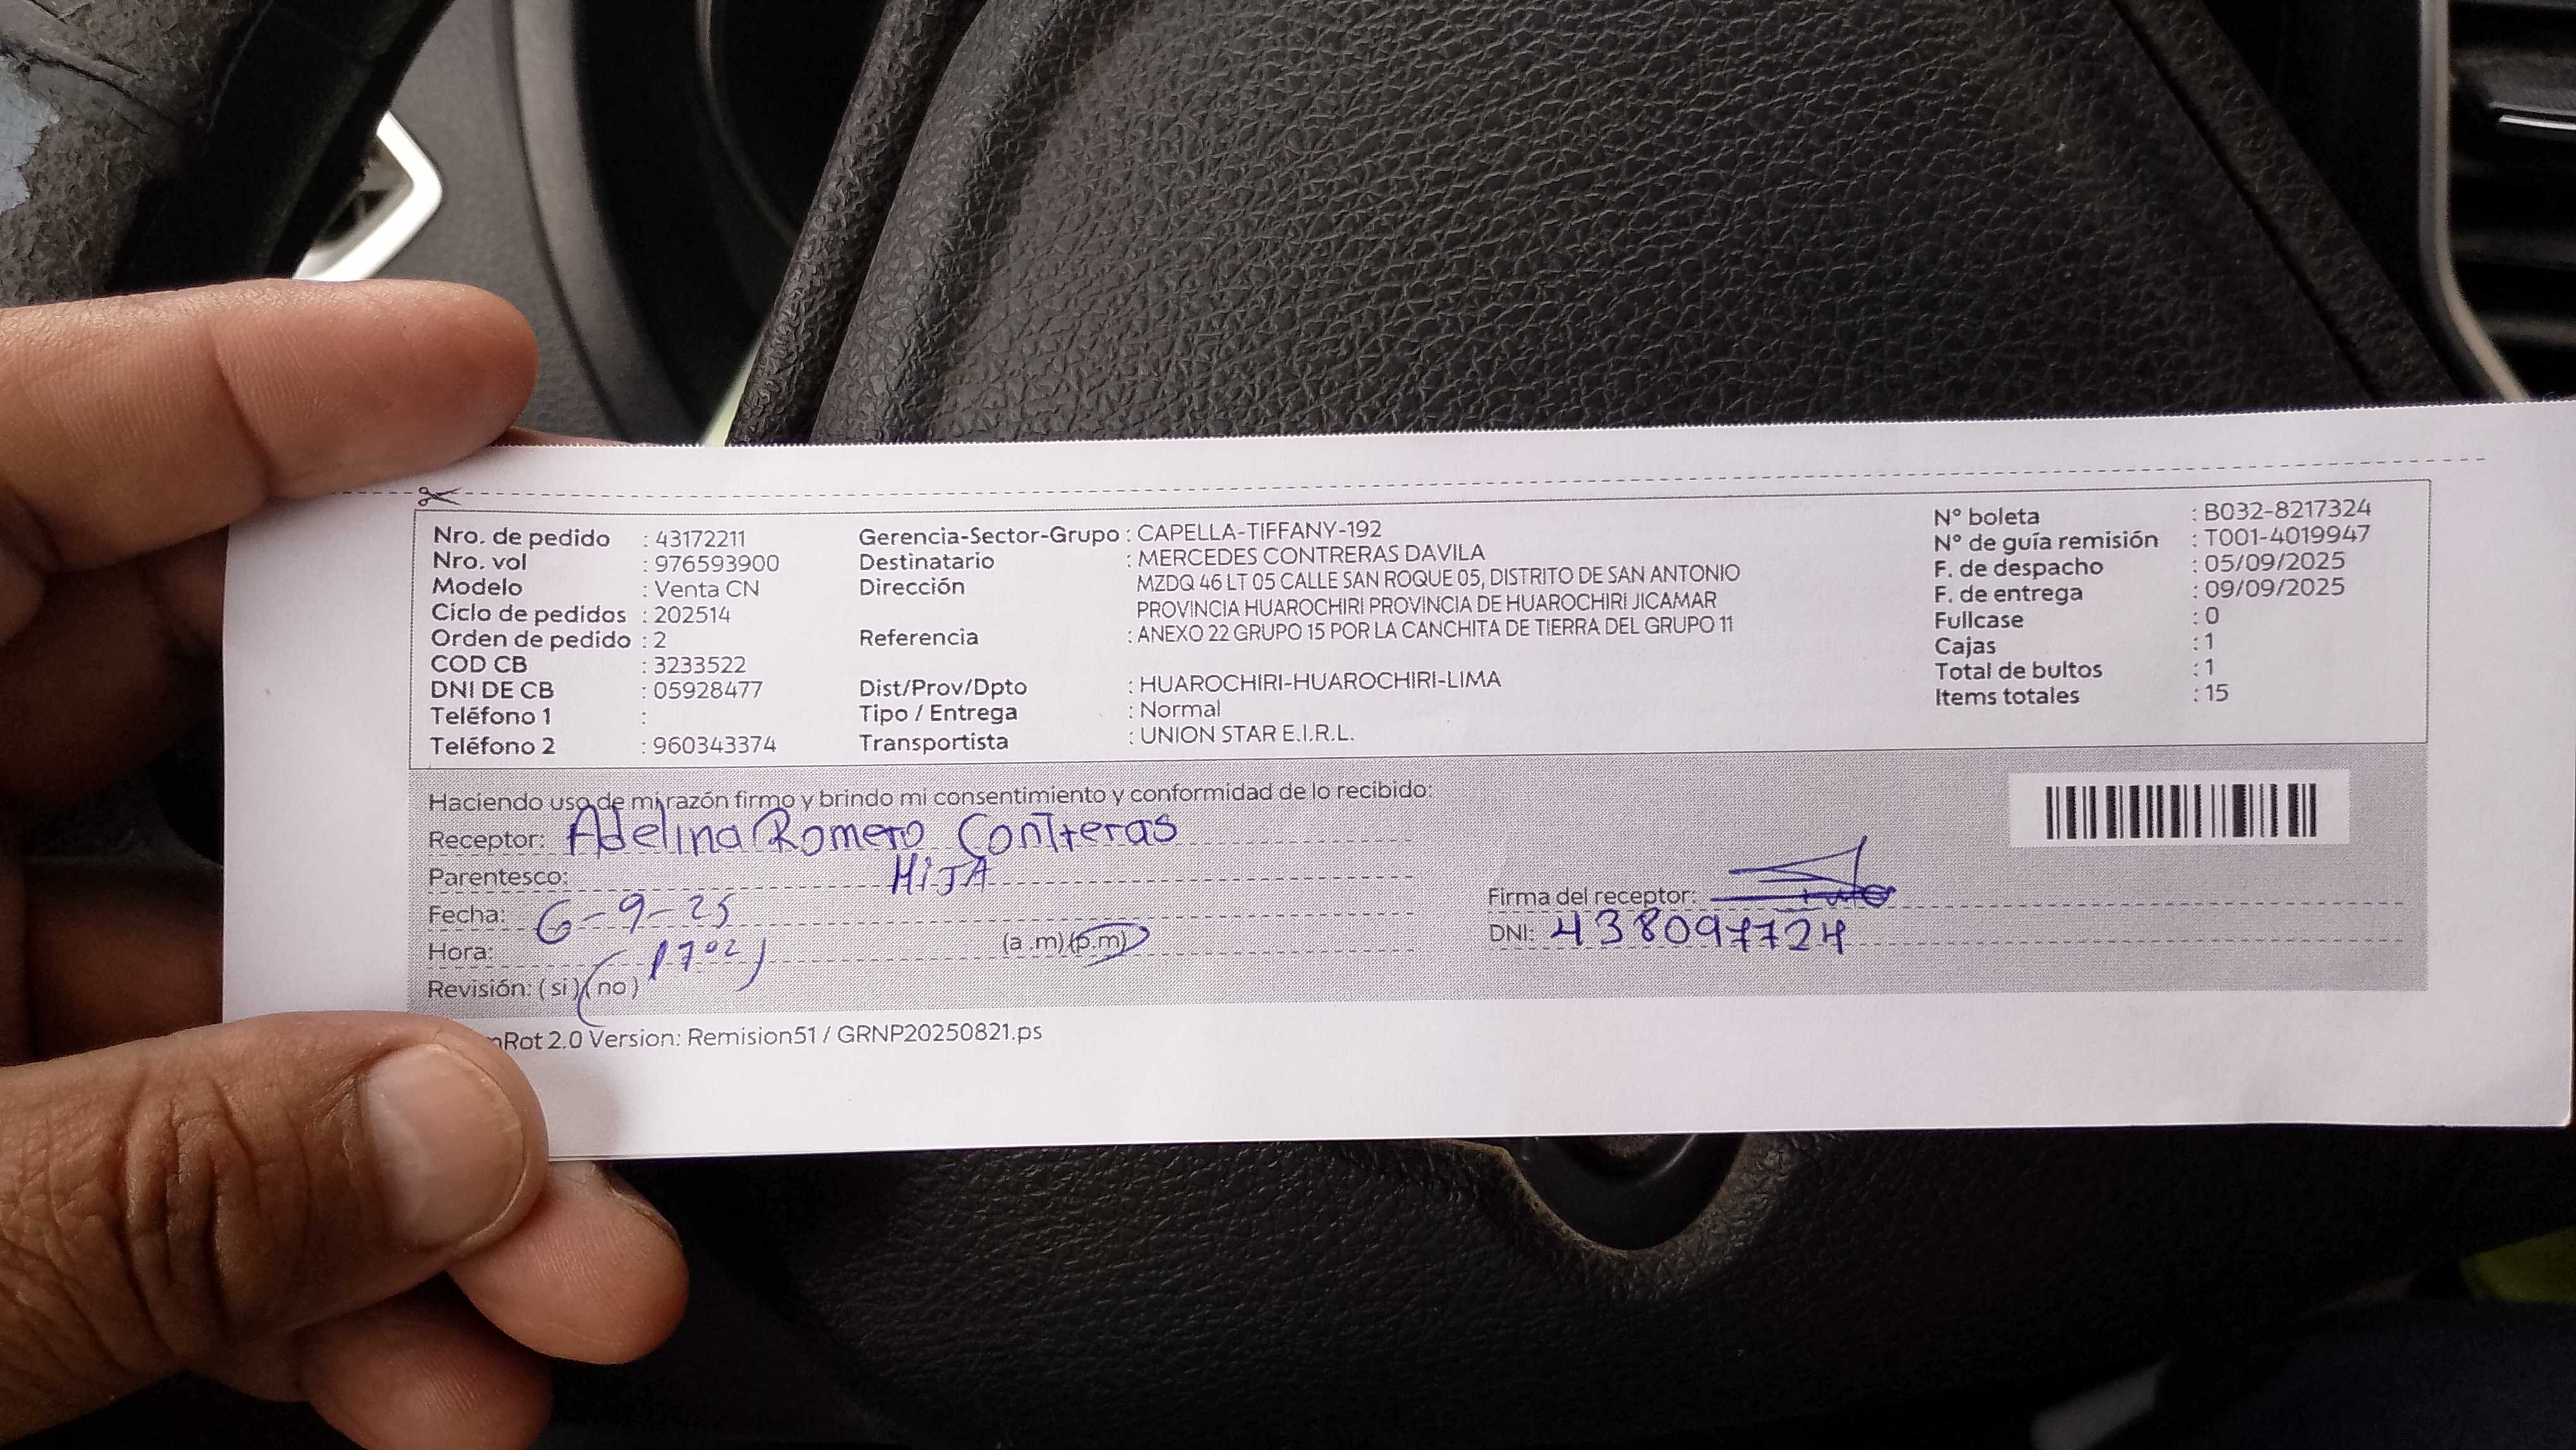 Nro. de pedido : 43172211
Nro. vol : 976593900
Modelo : Venta CN
Ciclo de pedidos : 202514
Orden de pedido : 2
COD CB : 3233522
DNI DE CB : 05928477
Teléfono 1 :
Teléfono 2 : 960343374
Gerencia-Sector-Grupo : CAPELLA-TIFFANY-192
Destinatario : MERCEDES CONTRERAS DAVILA
Dirección MZDQ 46 LT 05 CALLE SAN ROQUE 05, DISTRITO DE SAN ANTONIO
PROVINCIA HUAROCHIRI PROVINCIA DE HUAROCHIRI JICAMAR
Referencia : ANEXO 22 GRUPO 15 POR LA CANCHITA DE TIERRA DEL GRUPO 11
Dist/Prov/Dpto : HUAROCHIRI-HUAROCHIRI-LIMA
Tipo / Entrega : Normal
Transportista : UNION STAR E.I.R.L.
N° boleta : B032-8217324
N° de guía remisión : T001-4019947
F. de despacho : 05/09/2025
F. de entrega : 09/09/2025
Fullcase : 0
Cajas : 1
Total de bultos : 1
Items totales : 15
Haciendo uso de mi razón firmo y brindo mi consentimiento y conformidad de lo recibido:
Receptor: Adelina Romero Contreras
Parentesco: HiJA
Fecha: 6-9-25
Hora: 1702 (a .m) (p.m)
Revisión: ( si ) ( no )
Firma del receptor:
DNI: 438097724
Rot 2.0 Version: Remision51 / GRNP20250821.ps